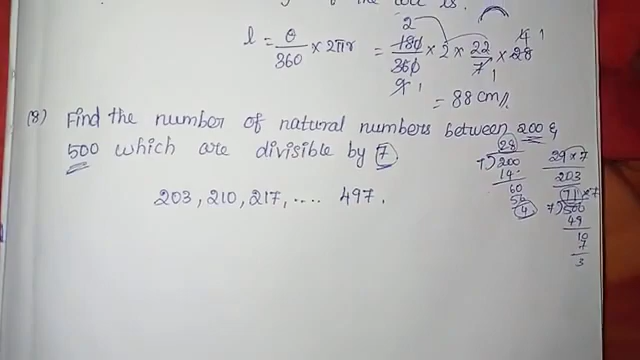 l = θ/360 × 2πr = 180/360 × 2 × 22/7 × 28
= 88 cm
(8) Find the number of natural numbers between 200 &
500 which are divisible by 7
203, 210, 217, .... 497.
28
7)200
14
60
56
4
29 × 7
203
71 × 7
7)500
49
10
7
3